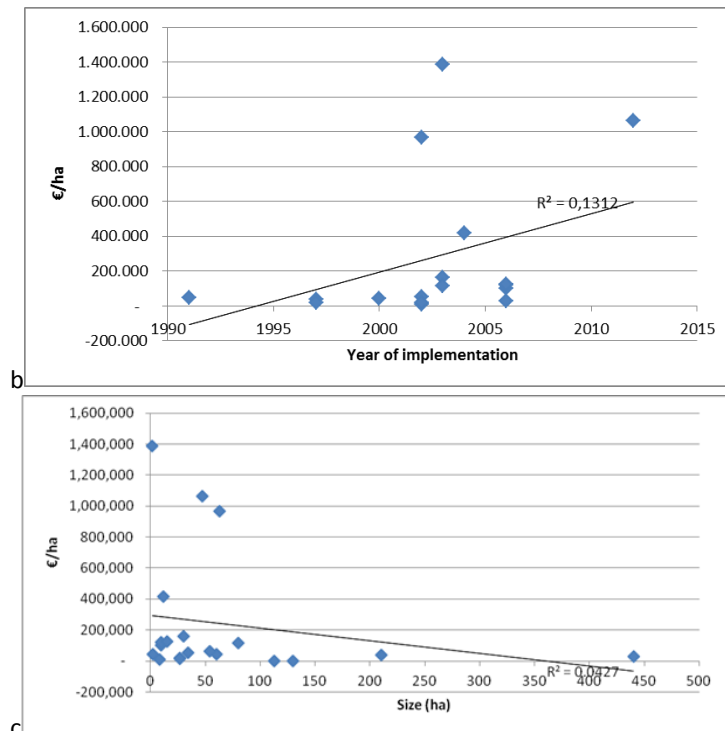 1.600.000
1.400.000
1.200.000
1.000.000
800.000
600.000
400.000
200.000
-
-200.000
€/ha
R² = 0,1312
1990 1995 2000 2005 2010 2015
Year of implementation
b
1,600,000
1,400,000
1,200,000
1,000,000
800,000
600,000
400,000
200,000
-
-200,000
€/ha
R² = 0.0427
0 50 100 150 200 250 300 350 400 450 500
Size (ha)
c